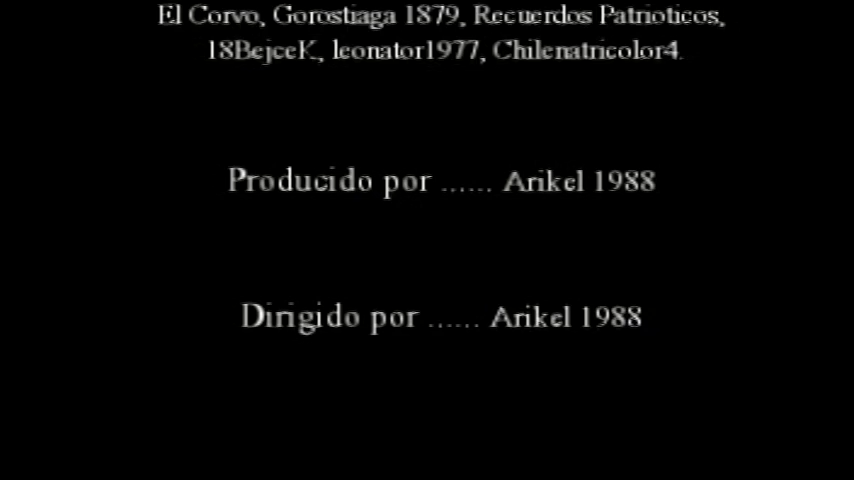 El Corvo, Gorostiaga 1879, Recuerdos Patrioticos,
18BejceK, leonator1977, Chilenatricolor4.
Producido por ...... Arikel 1988
Dirigido por ...... Arikel 1988